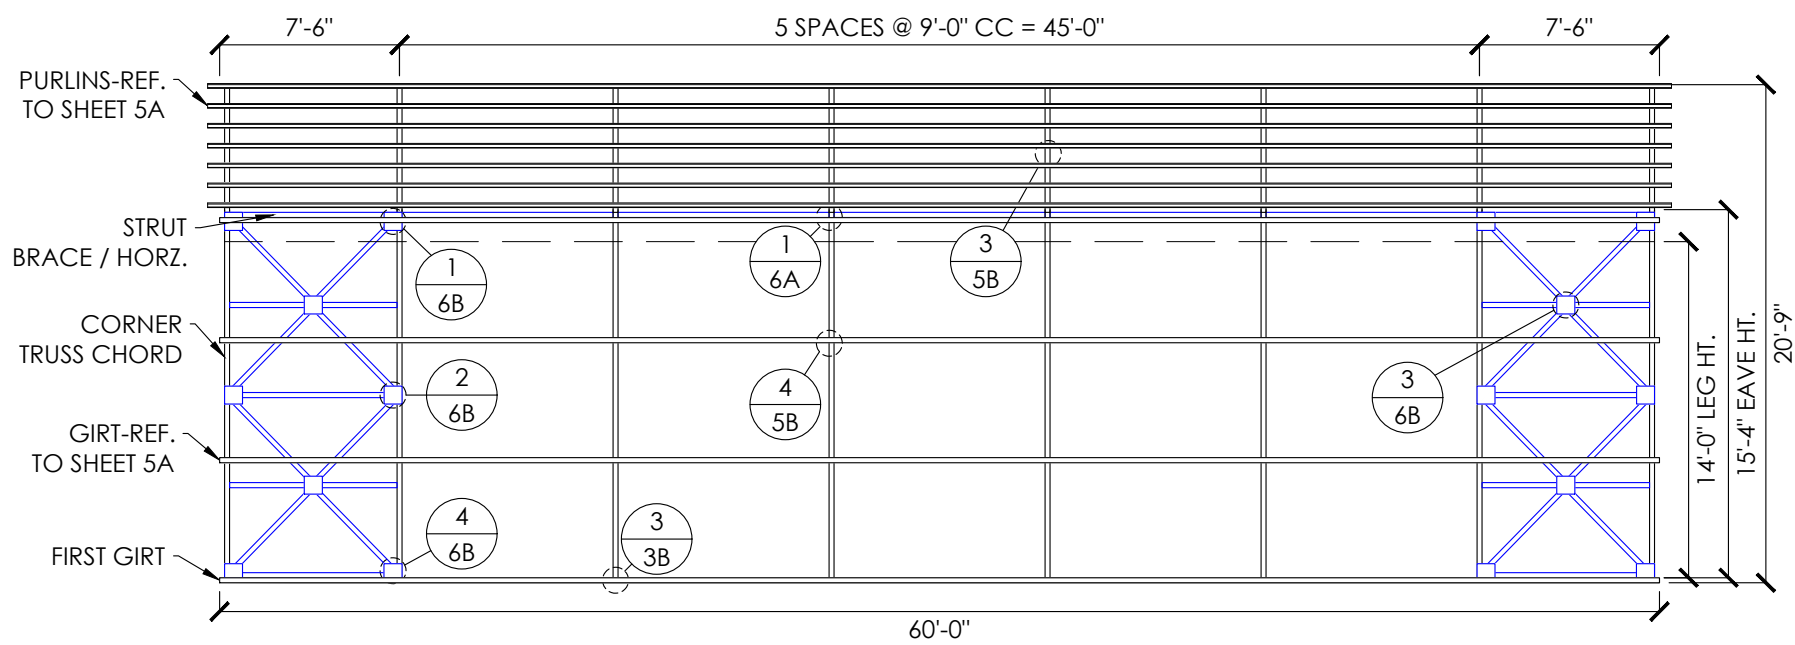 7'-6"
5 SPACES @ 9'-0" CC = 45'-0"
7'-6"
PURLINS-REF.
TO SHEET 5A
STRUT
BRACE / HORZ.
1
6B
1
6A
3
5B
CORNER
TRUSS CHORD
2
6B
4
5B
3
6B
14'-0" LEG HT.
15'-4" EAVE HT.
20'-9"
GIRT-REF.
TO SHEET 5A
4
6B
3
3B
FIRST GIRT
60'-0"